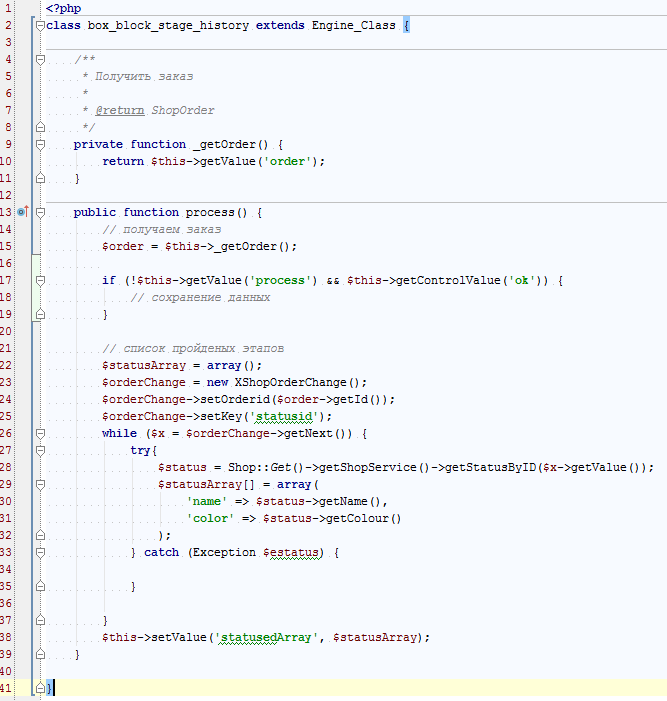 1 <?php
2 class box_block_stage_history extends Engine_Class {
3
4 /**
5 * Получить заказ
6 *
7 * @return ShopOrder
8 */
9 private function _getOrder() {
10 return $this->getValue('order');
11 }
12
13 public function process() {
14 // получаем заказ
15 $order = $this->_getOrder();
16
17 if (!$this->getValue('process') && $this->getControlValue('ok')) {
18 // сохранение данных
19 }
20
21 // список пройденых этапов
22 $statusArray = array();
23 $orderChange = new XShopOrderChange();
24 $orderChange->setOrderid($order->getId());
25 $orderChange->setKey('statusid');
26 while ($x = $orderChange->getNext()) {
27 try{
28 $status = Shop::Get()->getShopService()->getStatusByID($x->getValue());
29 $statusArray[] = array(
30 'name' => $status->getName(),
31 'color' => $status->getColour()
32 );
33 } catch (Exception $estatus) {
34
35 }
36
37 }
38 $this->setValue('statusedArray', $statusArray);
39 }
40
41 }